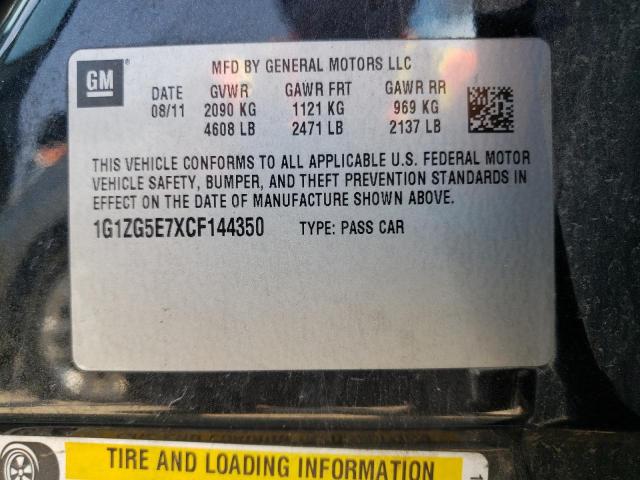 GM
MFD BY GENERAL MOTORS LLC
DATE GVWR GAWR FRT GAWR RR
08/11 2090 KG 1121 KG 969 KG
4608 LB 2471 LB 2137 LB
THIS VEHICLE CONFORMS TO ALL APPLICABLE U.S. FEDERAL MOTOR
VEHICLE SAFETY, BUMPER, AND THEFT PREVENTION STANDARDS IN
EFFECT ON THE DATE OF MANUFACTURE SHOWN ABOVE.
1G1ZG5E7XCF144350 TYPE: PASS CAR
TIRE AND LOADING INFORMATION